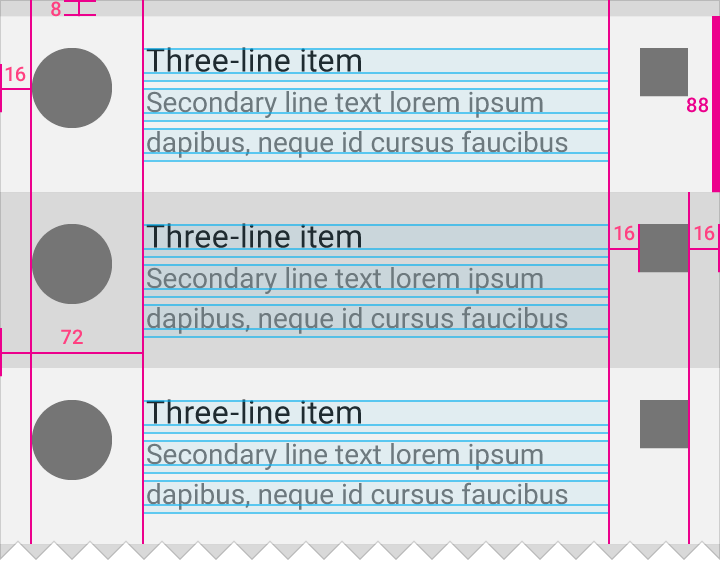 8
16
Three-line item
Secondary line text lorem ipsum
dapibus, neque id cursus faucibus
88
Three-line item
Secondary line text lorem ipsum
dapibus, neque id cursus faucibus
16
16
72
Three-line item
Secondary line text lorem ipsum
dapibus, neque id cursus faucibus